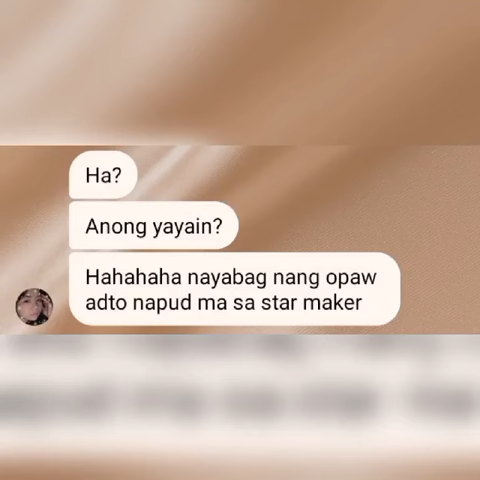 Ha?
Anong yayain?
Hahahaha nayabag nang opaw
adto napud ma sa star maker